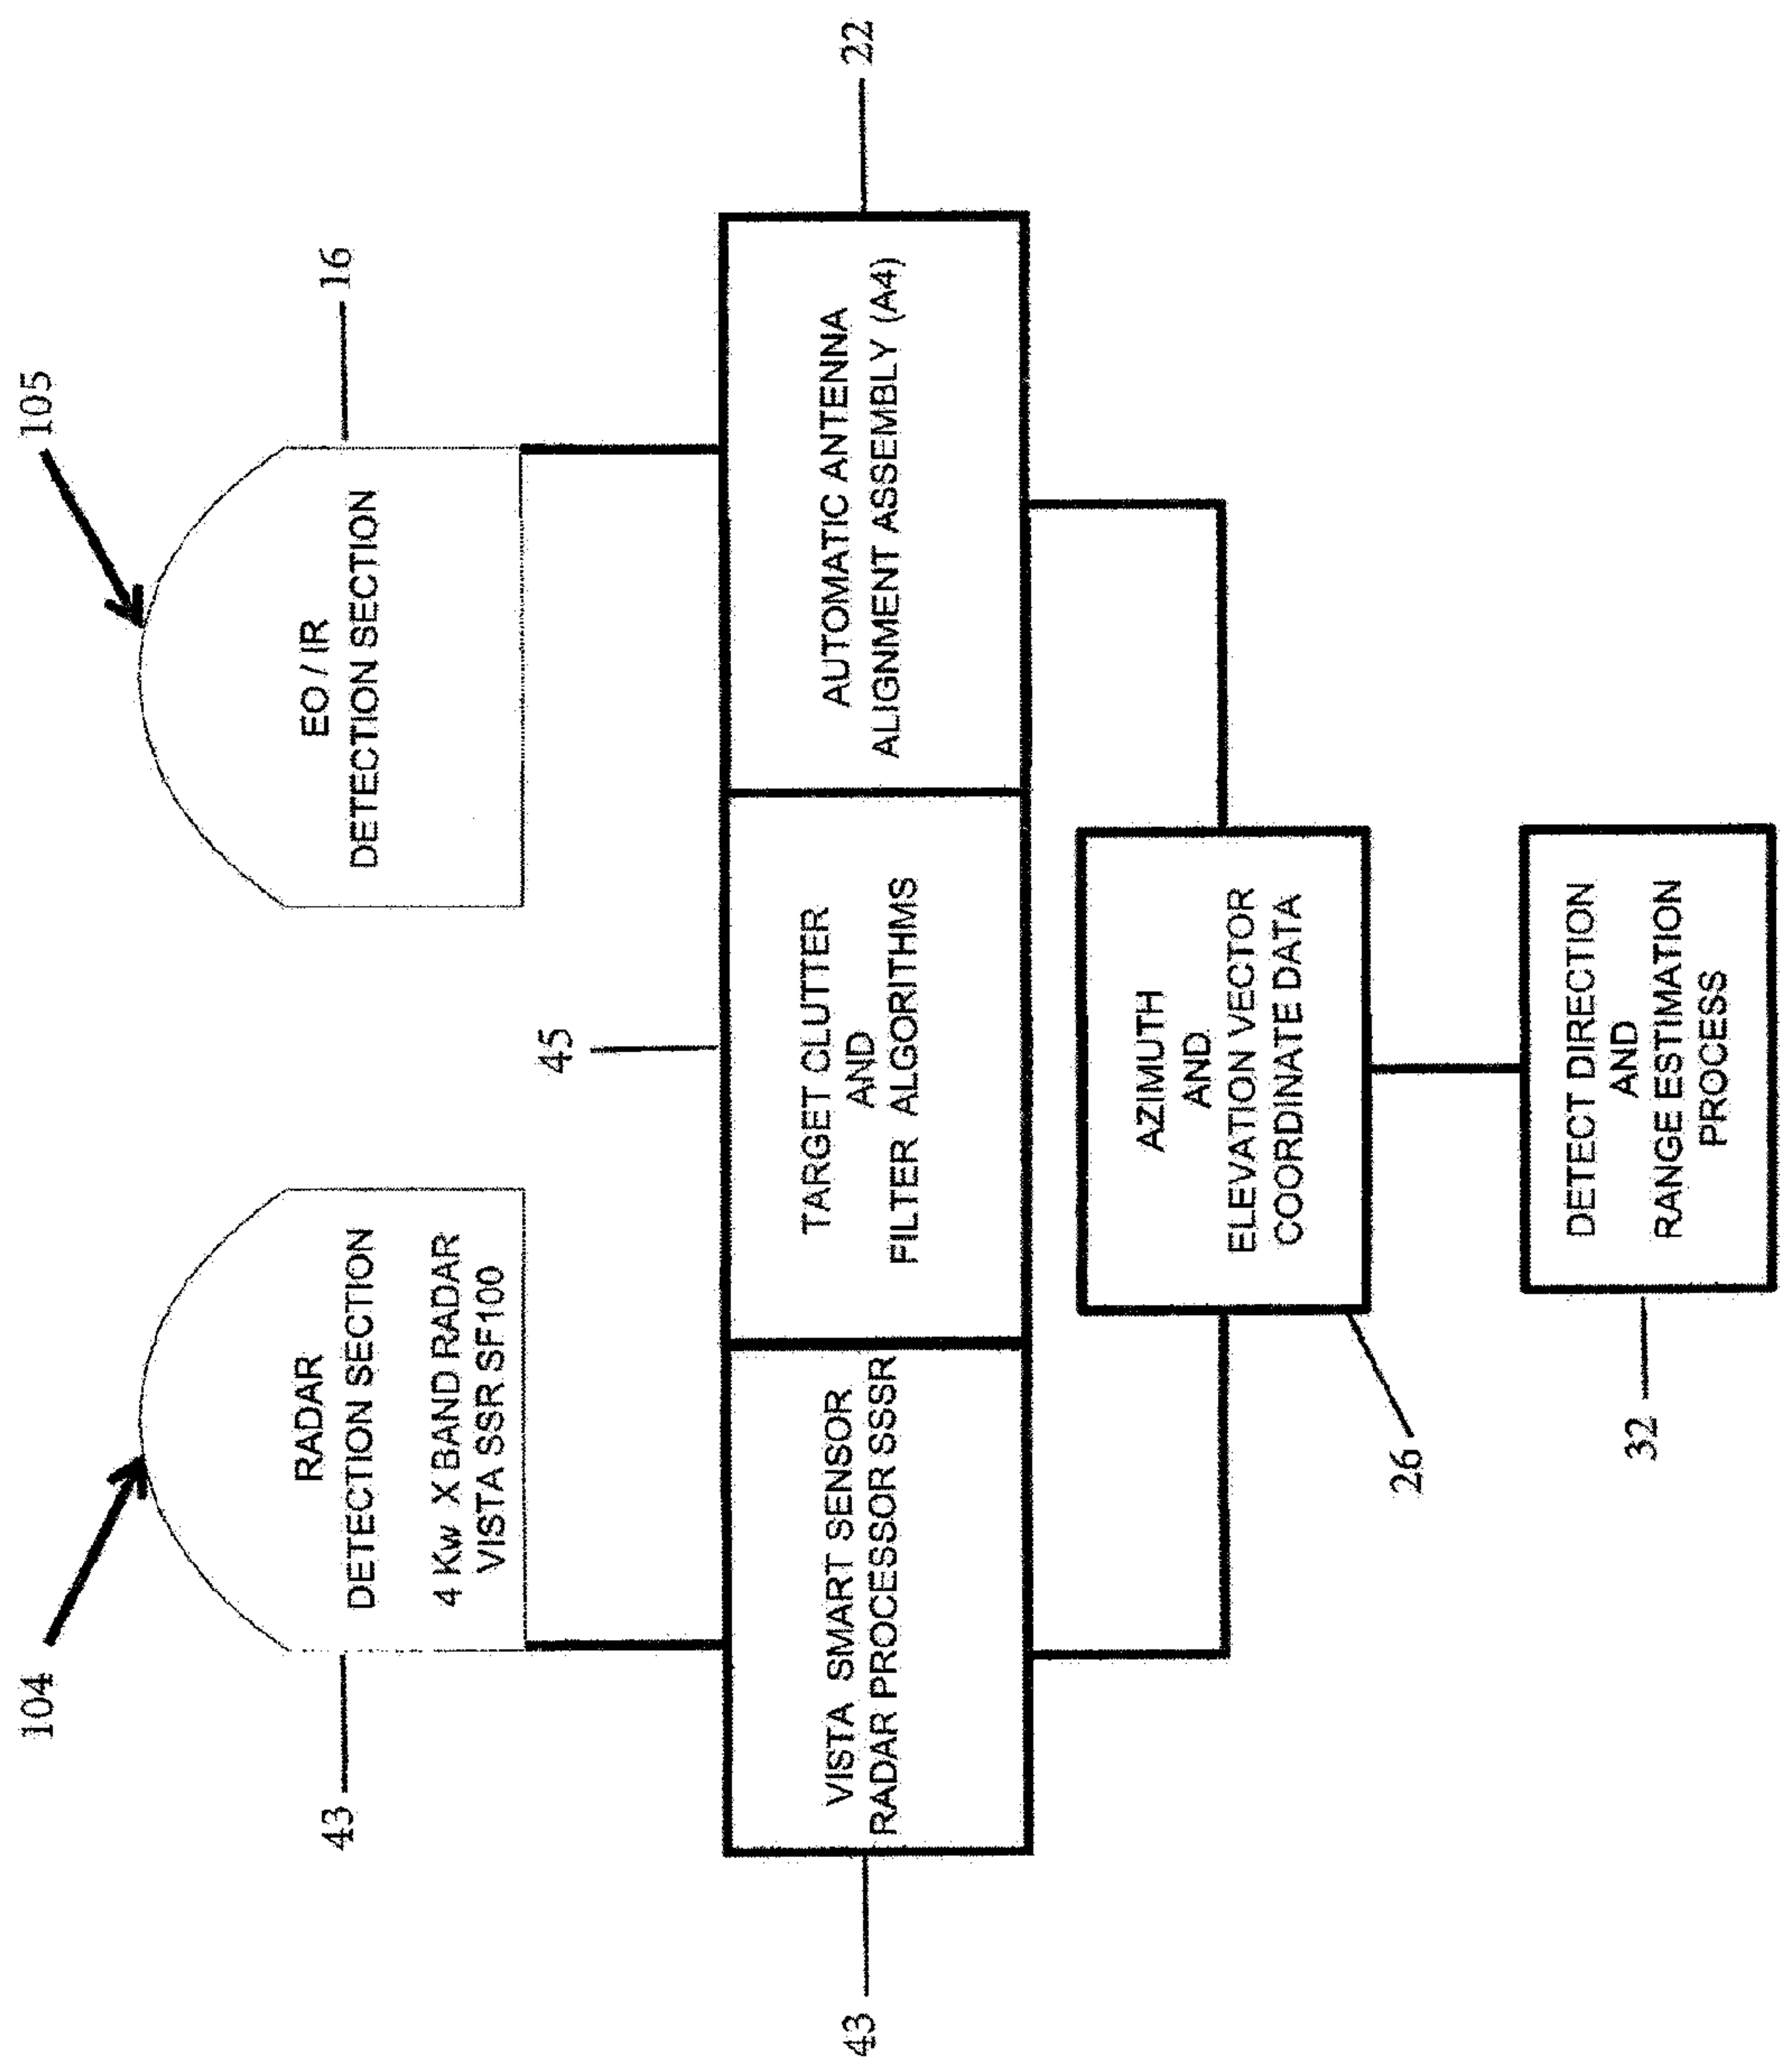 104
105
43
RADAR
DETECTION SECTION
4 Kw X BAND RADAR
VISTA SSR SF100
EO / IR
DETECTION SECTION
16
45
43
VISTA SMART SENSOR
RADAR PROCESSOR SSSR
TARGET CLUTTER
AND
FILTER ALGORITHMS
AUTOMATIC ANTENNA
ALIGNMENT ASSEMBLY (A4)
22
AZIMUTH
AND
ELEVATION VECTOR
COORDINATE DATA
26
32
DETECT DIRECTION
AND
RANGE ESTIMATION
PROCESS